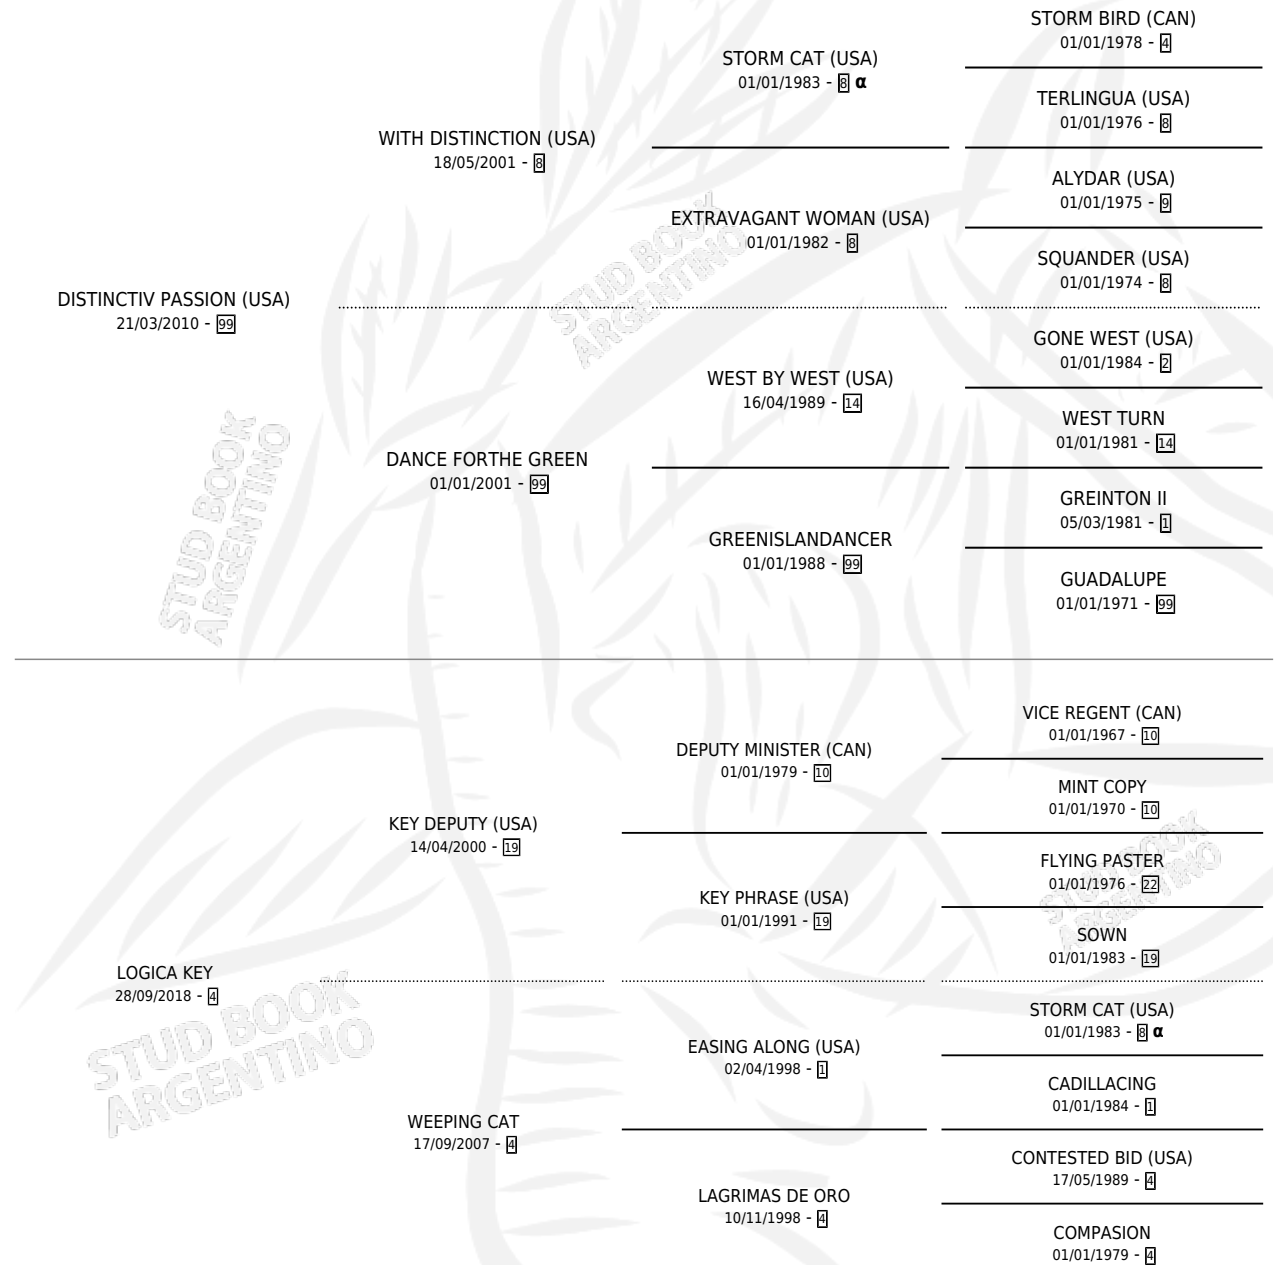 STORM BIRD (CAN)
01/01/1978 - 4
STORM CAT (USA)
01/01/1983 - 8 α
TERLINGUA (USA)
01/01/1976 - 8
WITH DISTINCTION (USA)
18/05/2001 - 8
ALYDAR (USA)
01/01/1975 - 9
EXTRAVAGANT WOMAN (USA)
01/01/1982 - 8
SQUANDER (USA)
01/01/1974 - 8
DISTINCTIV PASSION (USA)
21/03/2010 - 99
GONE WEST (USA)
01/01/1984 - 2
WEST BY WEST (USA)
16/04/1989 - 14
WEST TURN
01/01/1981 - 14
DANCE FORTHE GREEN
01/01/2001 - 99
GREINTON II
05/03/1981 - 1
GREENISLANDANCER
01/01/1988 - 99
GUADALUPE
01/01/1971 - 99
VICE REGENT (CAN)
01/01/1967 - 10
DEPUTY MINISTER (CAN)
01/01/1979 - 10
MINT COPY
01/01/1970 - 10
KEY DEPUTY (USA)
14/04/2000 - 19
FLYING PASTER
01/01/1976 - 22
KEY PHRASE (USA)
01/01/1991 - 19
SOWN
01/01/1983 - 19
LOGICA KEY
28/09/2018 - 4
STORM CAT (USA)
01/01/1983 - 8 α
EASING ALONG (USA)
02/04/1998 - 1
CADILLACING
01/01/1984 - 1
WEEPING CAT
17/09/2007 - 4
CONTESTED BID (USA)
17/05/1989 - 4
LAGRIMAS DE ORO
10/11/1998 - 4
COMPASION
01/01/1979 - 4
STUD BOOK
ARGENTINO
STUD BOOK
ARGENTINO
STUD BOOK
ARGENTINO
STUD BOOK
ARGENTINO